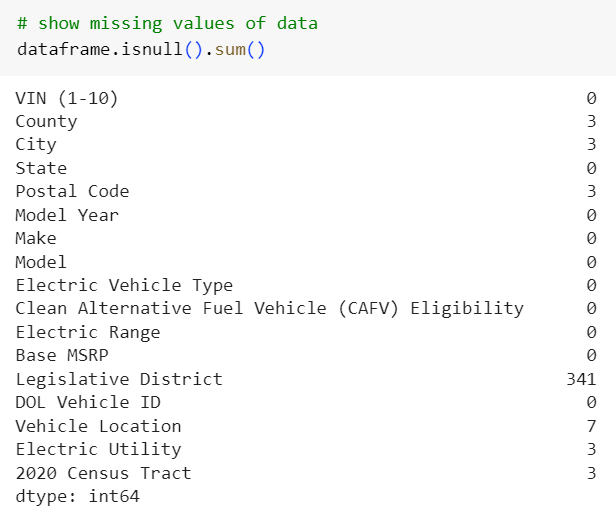 # show missing values of data
dataframe.isnull().sum()
VIN (1-10) 0
County 3
City 3
State 0
Postal Code 3
Model Year 0
Make 0
Model 0
Electric Vehicle Type 0
Clean Alternative Fuel Vehicle (CAFV) Eligibility 0
Electric Range 0
Base MSRP 0
Legislative District 341
DOL Vehicle ID 0
Vehicle Location 7
Electric Utility 3
2020 Census Tract 3
dtype: int64